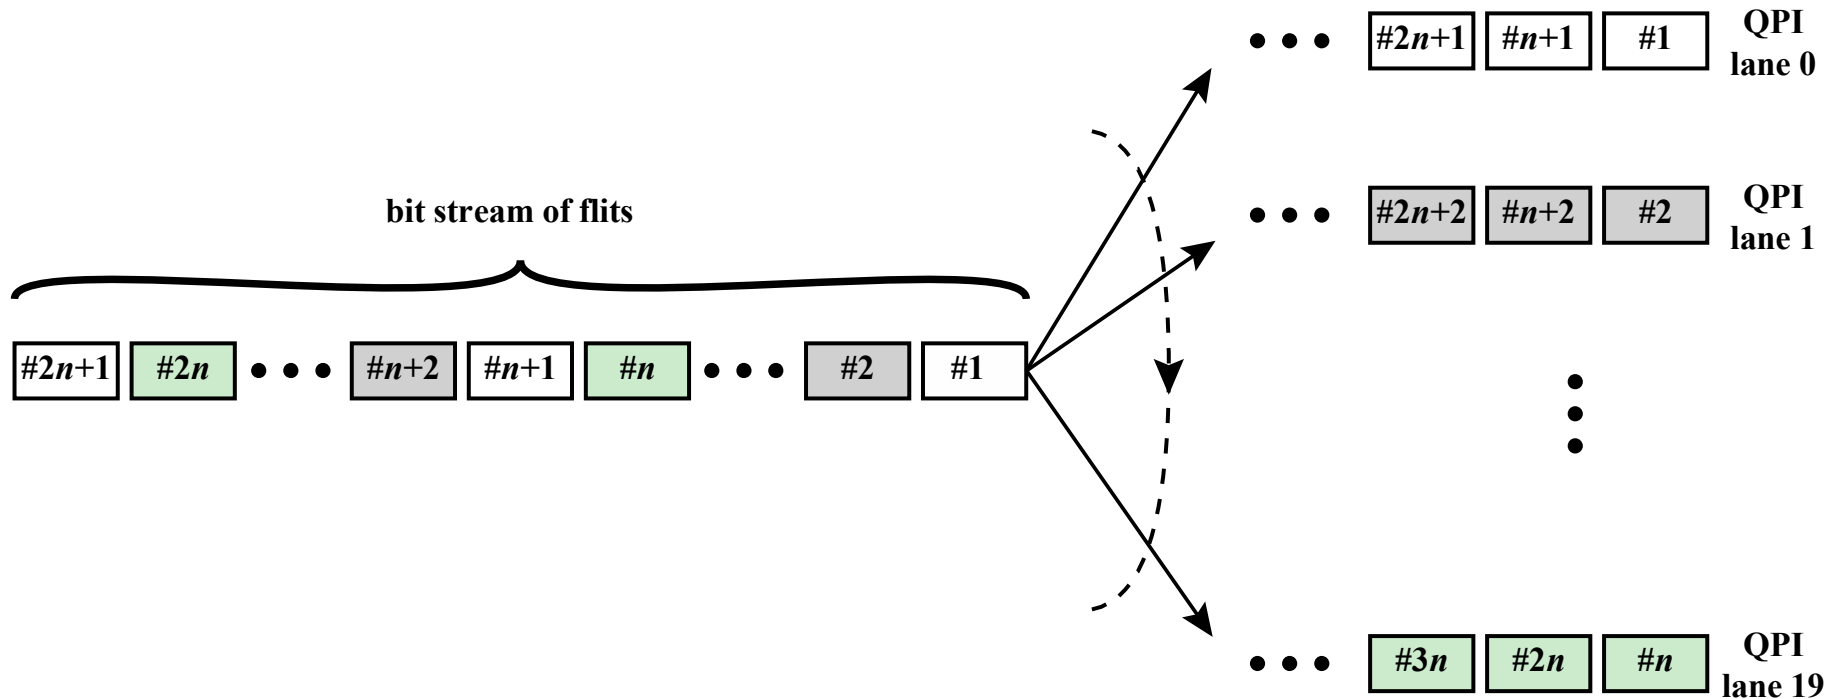 #2n+1 #n+1 #1
QPI
lane 0
bit stream of flits
#2n+2 #n+2 #2
QPI
lane 1
#2n+1 #2n #n+2 #n+1 #n #2 #1
#3n #2n #n
QPI
lane 19